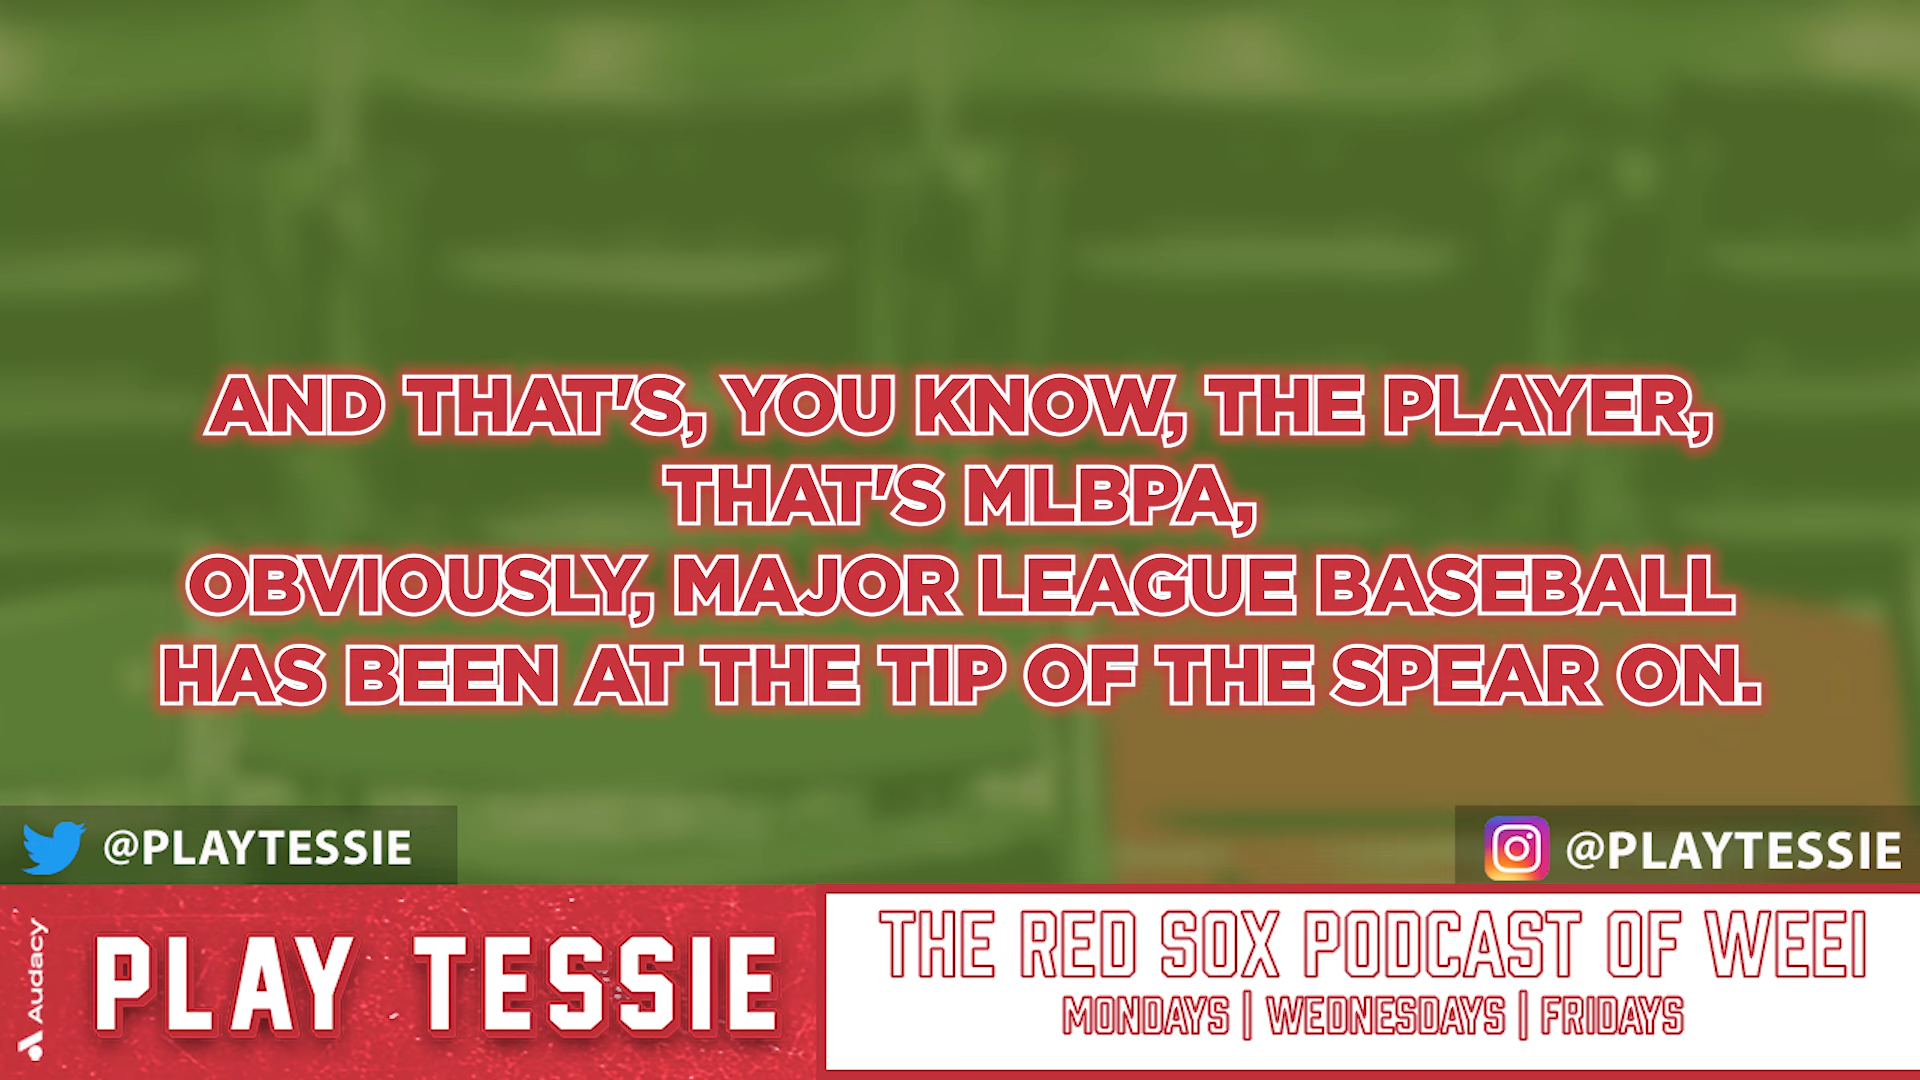 AND THAT'S, YOU KNOW, THE PLAYER,
THAT'S MLBPA,
OBVIOUSLY, MAJOR LEAGUE BASEBALL
HAS BEEN AT THE TIP OF THE SPEAR ON.
@PLAYTESSIE
@PLAYTESSIE
Audacy
PLAY TESSIE
THE RED SOX PODCAST OF WEEI
MONDAYS | WEDNESDAYS | FRIDAYS